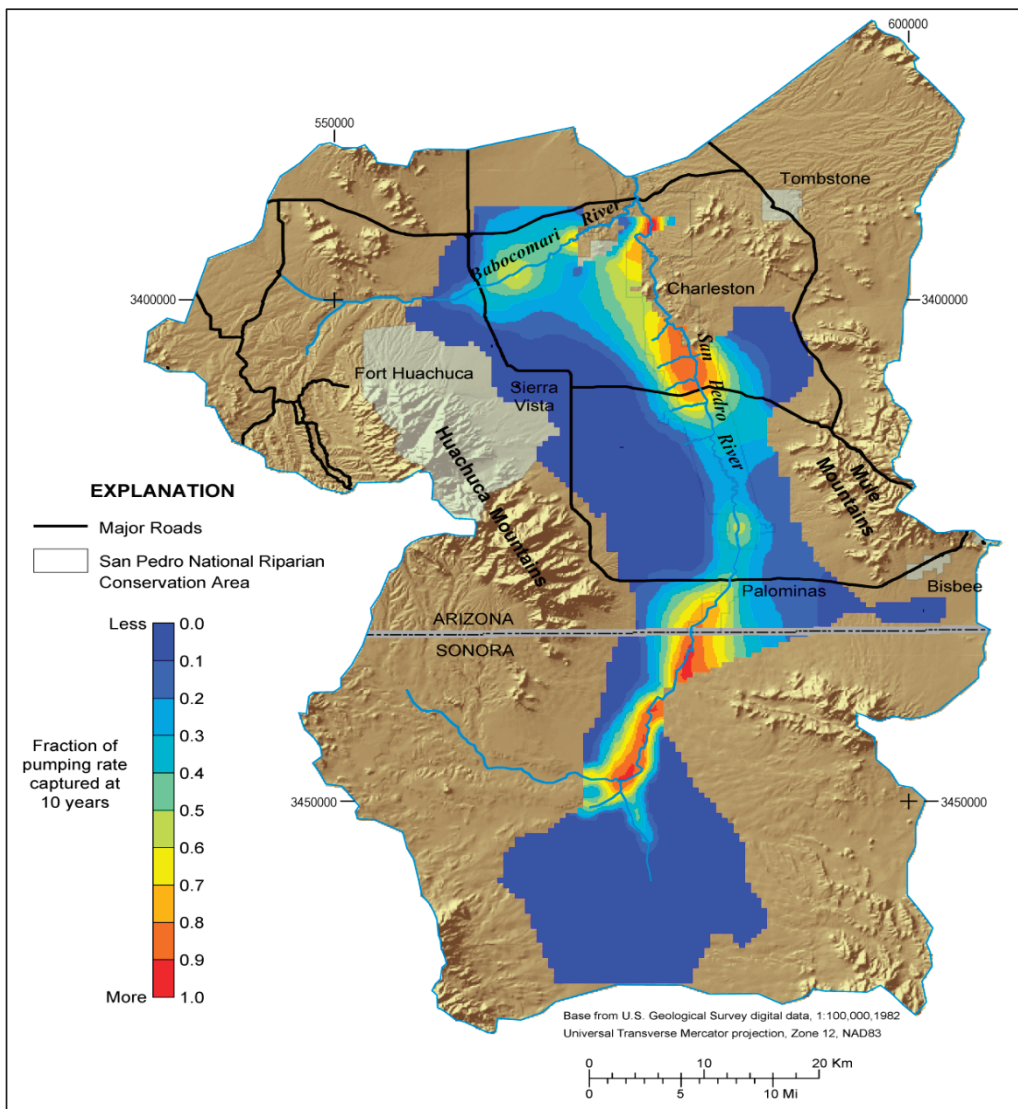 600000
550000
Tombstone
Babocomari River
3400000
Charleston
3400000
San Pedro River
Fort Huachuca
Sierra
Vista
Huachuca Mountains
Mule
Mountains
EXPLANATION
Major Roads
San Pedro National Riparian
Conservation Area
Palominas
Bisbee
ARIZONA
SONORA
Less
0.0
0.1
0.2
0.3
0.4
0.5
0.6
0.7
0.8
0.9
1.0
More
Fraction of
pumping rate
captured at
10 years
3450000
3450000
Base from U.S. Geological Survey digital data, 1:100,000,1982
Universal Transverse Mercator projection, Zone 12, NAD83
0 10 20 Km
0 5 10 Mi